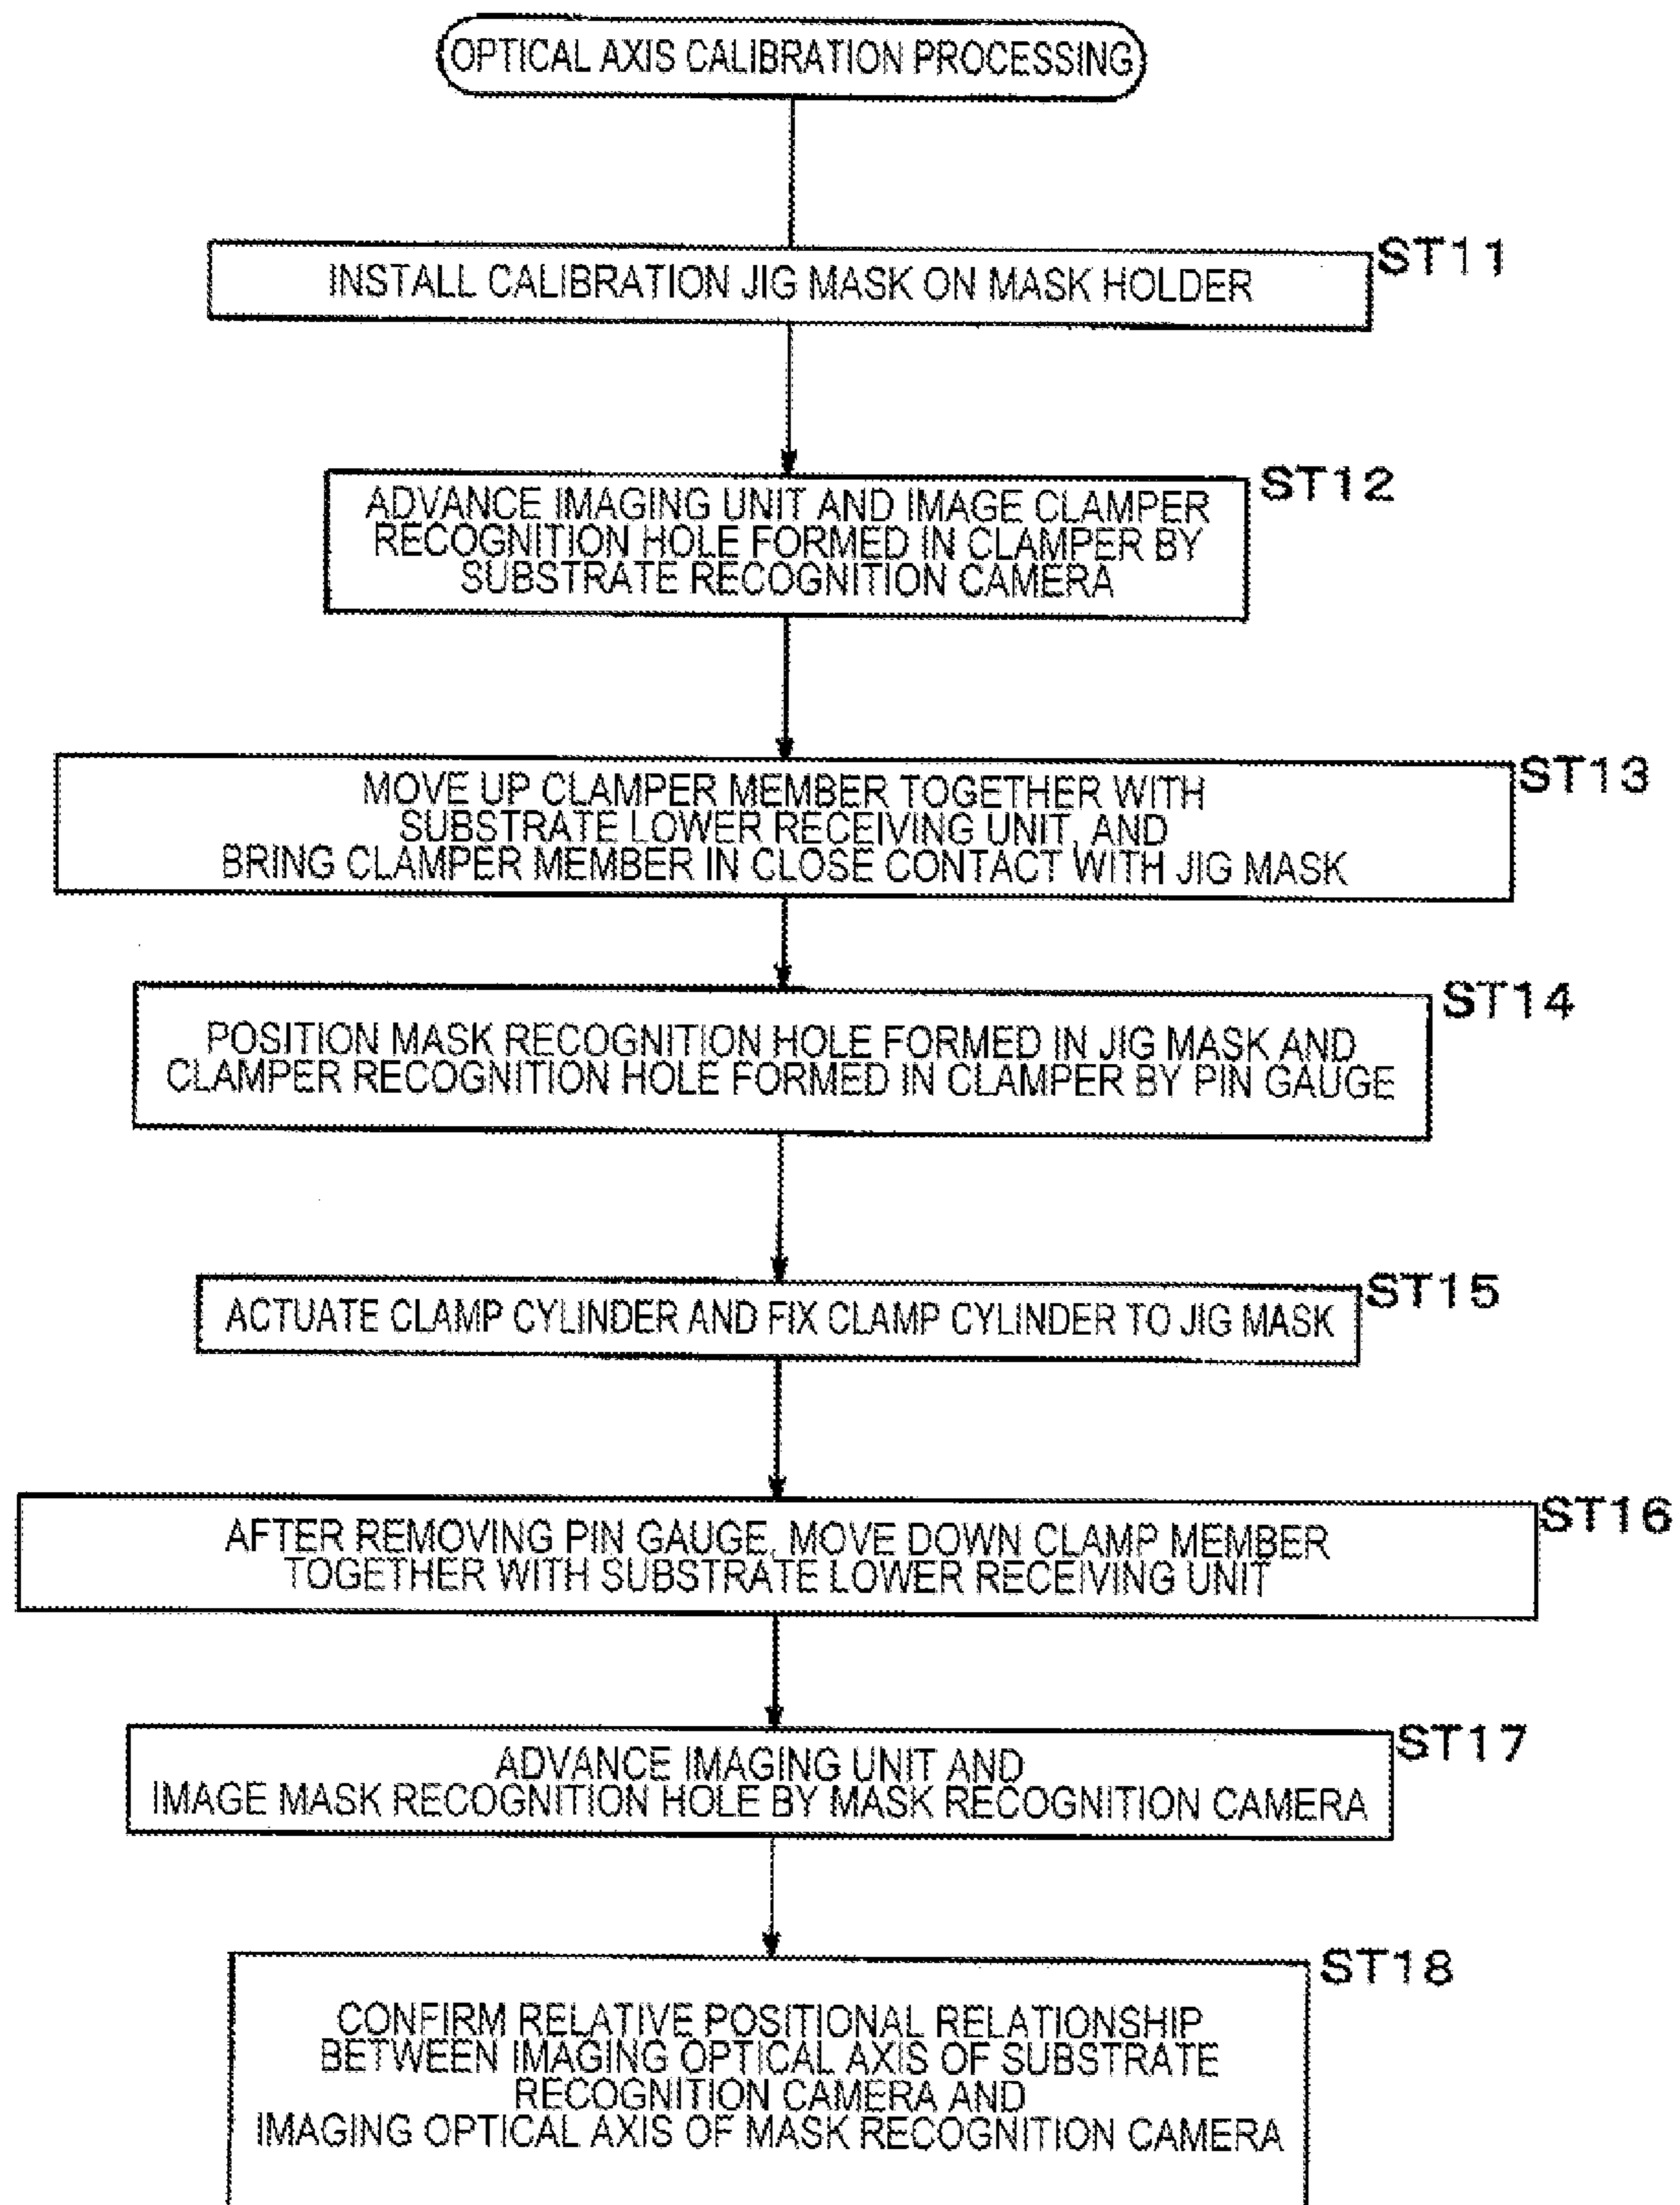 OPTICAL AXIS CALIBRATION PROCESSING
ST11
INSTALL CALIBRATION JIG MASK ON MASK HOLDER
ST12
ADVANCE IMAGING UNIT AND IMAGE CLAMPER
RECOGNITION HOLE FORMED IN CLAMPER BY
SUBSTRATE RECOGNITION CAMERA
ST13
MOVE UP CLAMPER MEMBER TOGETHER WITH
SUBSTRATE LOWER RECEIVING UNIT, AND
BRING CLAMPER MEMBER IN CLOSE CONTACT WITH JIG MASK
ST14
POSITION MASK RECOGNITION HOLE FORMED IN JIG MASK AND
CLAMPER RECOGNITION HOLE FORMED IN CLAMPER BY PIN GAUGE
ST15
ACTUATE CLAMP CYLINDER AND FIX CLAMP CYLINDER TO JIG MASK
ST16
AFTER REMOVING PIN GAUGE, MOVE DOWN CLAMP MEMBER
TOGETHER WITH SUBSTRATE LOWER RECEIVING UNIT
ST17
ADVANCE IMAGING UNIT AND
IMAGE MASK RECOGNITION HOLE BY MASK RECOGNITION CAMERA
ST18
CONFIRM RELATIVE POSITIONAL RELATIONSHIP
BETWEEN IMAGING OPTICAL AXIS OF SUBSTRATE
RECOGNITION CAMERA AND
IMAGING OPTICAL AXIS OF MASK RECOGNITION CAMERA